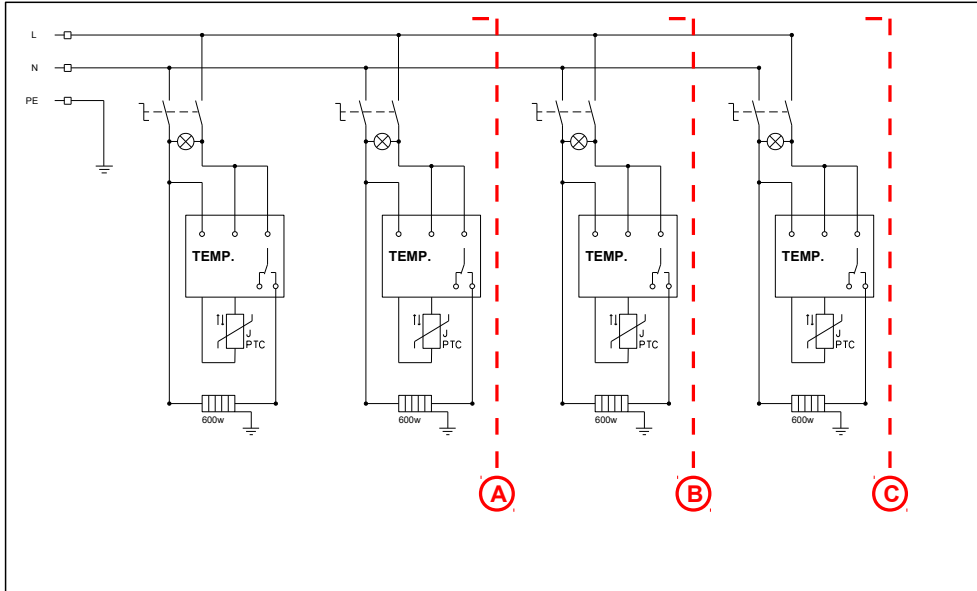 L
N
PE
TEMP.
TEMP.
TEMP.
TEMP.
J
PTC
J
PTC
J
PTC
J
PTC
600w
600w
600w
600w
A
B
C